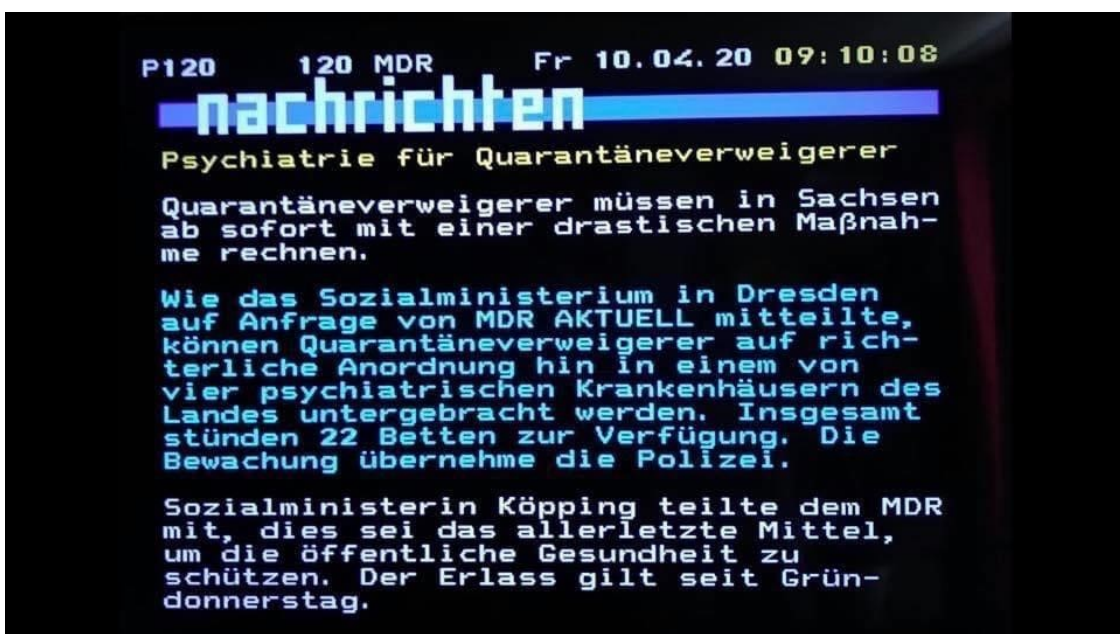 P120 120 MDR Fr 10.04.20 09:10:08
nachrichten
Psychiatrie für Quarantäneverweigerer
Quarantäneverweigerer müssen in Sachsen
ab sofort mit einer drastischen Maßnah-
me rechnen.
Wie das Sozialministerium in Dresden
auf Anfrage von MDR AKTUELL mitteilte,
können Quarantäneverweigerer auf rich-
terliche Anordnung hin in einem von
vier psychiatrischen Krankenhäusern des
Landes untergebracht werden. Insgesamt
stünden 22 Betten zur Verfügung. Die
Bewachung übernehme die Polizei.
Sozialministerin Köpping teilte dem MDR
mit, dies sei das allerletzte Mittel,
um die öffentliche Gesundheit zu
schützen. Der Erlass gilt seit Grün-
donnerstag.